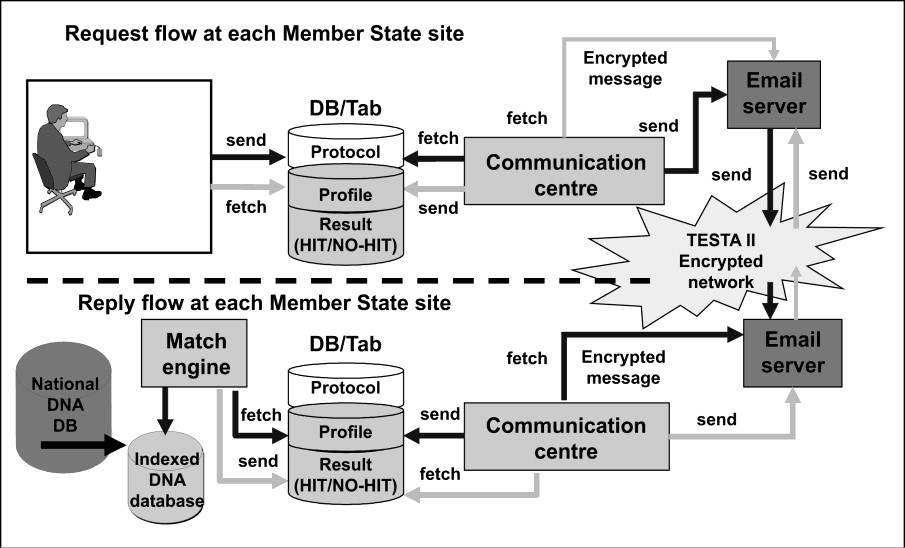 Request flow at each Member State site
Encrypted
message
Email
server
DB/Tab
fetch
send
send
fetch
Protocol
Communication
centre
Profile
fetch
send
send
send
Result
(HIT/NO-HIT)
TESTA II
Encrypted
network
Reply flow at each Member State site
Match
engine
DB/Tab
fetch
Encrypted
message
Email
server
National
DNA
DB
Protocol
fetch
send
send
Profile
Communication
centre
Indexed
DNA
database
send
Result
(HIT/NO-HIT)
fetch